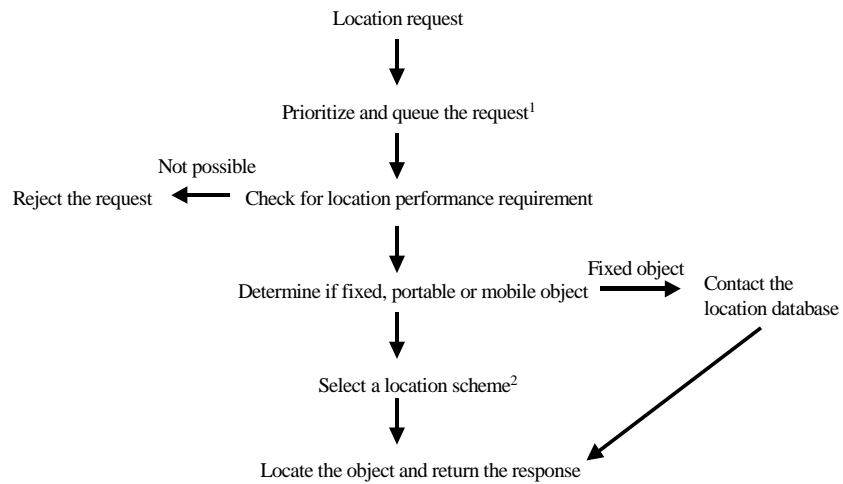 Location request
Prioritize and queue the request¹
Not possible
Reject the request
Check for location performance requirement
Fixed object
Determine if fixed, portable or mobile object
Contact the
location database
Select a location scheme²
Locate the object and return the response